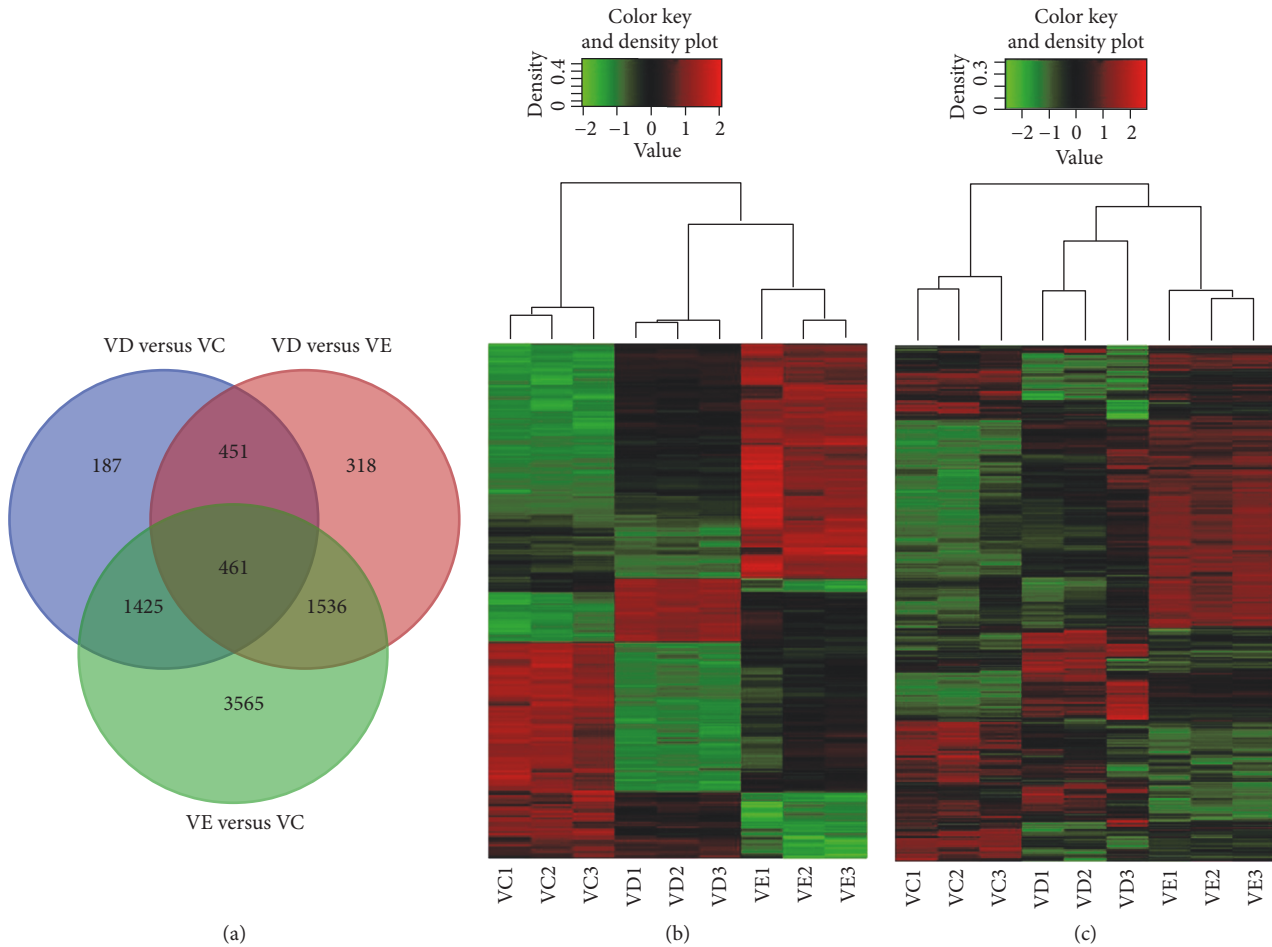 VD versus VC
VD versus VE
187
451
318
461
1425
1536
3565
VE versus VC
(a)
Color key
and density plot
Density
0 0.4
−2 −1 0 1 2
Value
VC1 VC2 VC3 VD1 VD2 VD3 VE1 VE2 VE3
(b)
Color key
and density plot
Density
0 0.3
−2 −1 0 1 2
Value
VC1 VC2 VC3 VD1 VD2 VD3 VE1 VE2 VE3
(c)